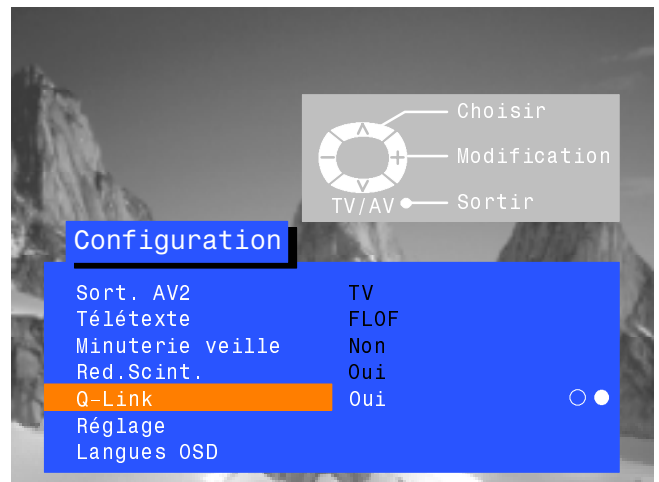 Choisir
Modification
TV/AV Sortir
Configuration
Sort. AV2 TV
Télétexte FLOF
Minuterie veille Non
Red.Scint. Oui
Q-Link Oui
Réglage
Langues OSD